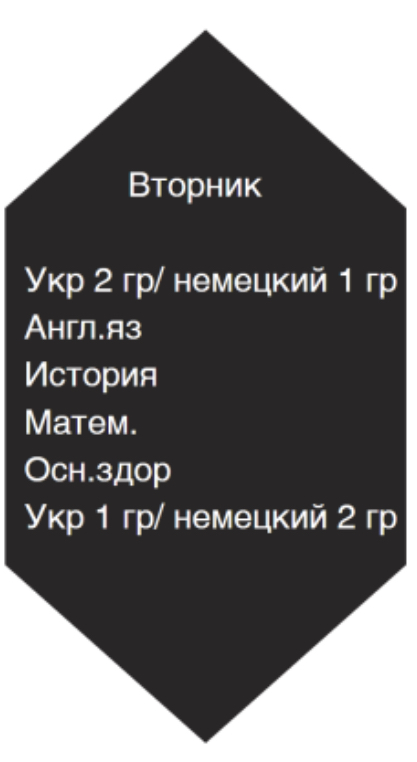 Вторник
Укр 2 гр/ немецкий 1 гр
Англ.яз
История
Матем.
Осн.здор
Укр 1 гр/ немецкий 2 гр